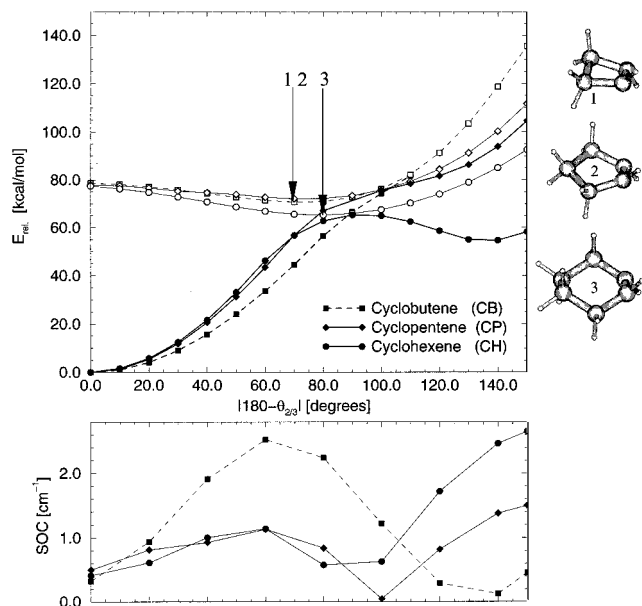 140.0
120.0
100.0
80.0
60.0
40.0
20.0
0.0
E_rel. [kcal/mol]
1 2 3
Cyclobutene (CB)
Cyclopentene (CP)
Cyclohexene (CH)
0.0 20.0 40.0 60.0 80.0 100.0 120.0 140.0
|180-θ_2/3| [degrees]
1
2
3
2.0
1.0
0.0
SOC [cm⁻¹]